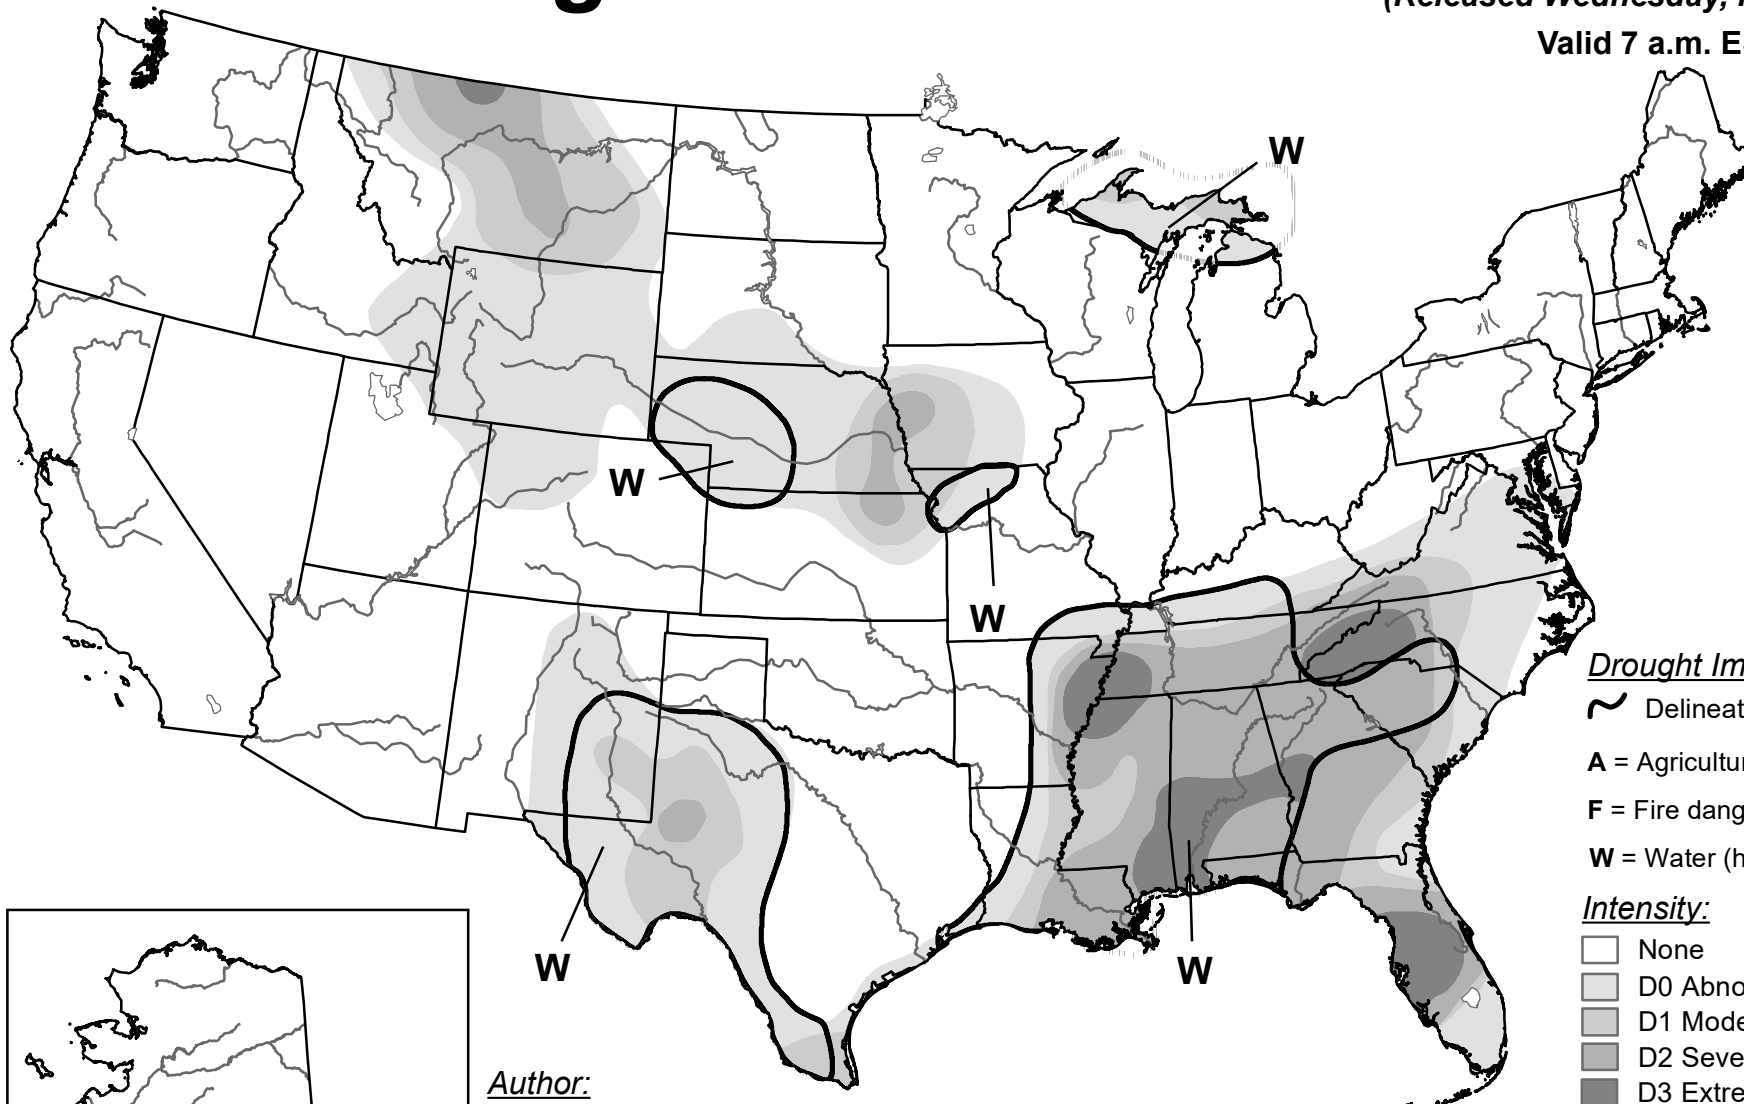 (Released Wednesday,
Valid 7 a.m.
W
W
W
Drought
Delineat
A = Agricultur
F = Fire dang
W = Water (h
Intensity:
None
D0 Abno
D1 Mode
D2 Seve
D3 Extre
W
W
Author: